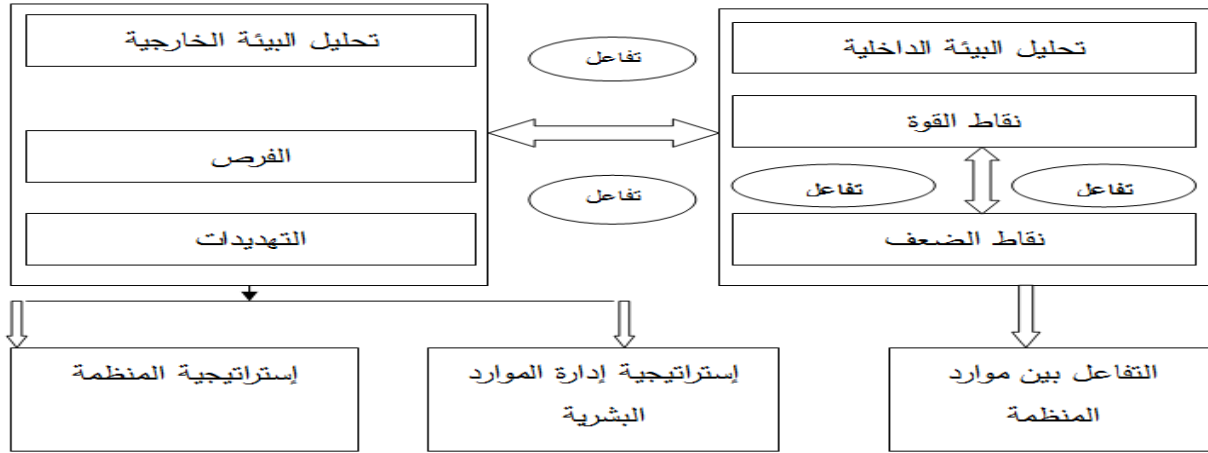 تحليل البيئة الداخلية
نقاط القوة
تفاعل
تفاعل
نقاط الضعف
تفاعل
تفاعل
تحليل البيئة الخارجية
الفرص
التهديدات
التفاعل بين موارد
المنظمة
إستراتيجية إدارة الموارد
البشرية
إستراتيجية المنظمة